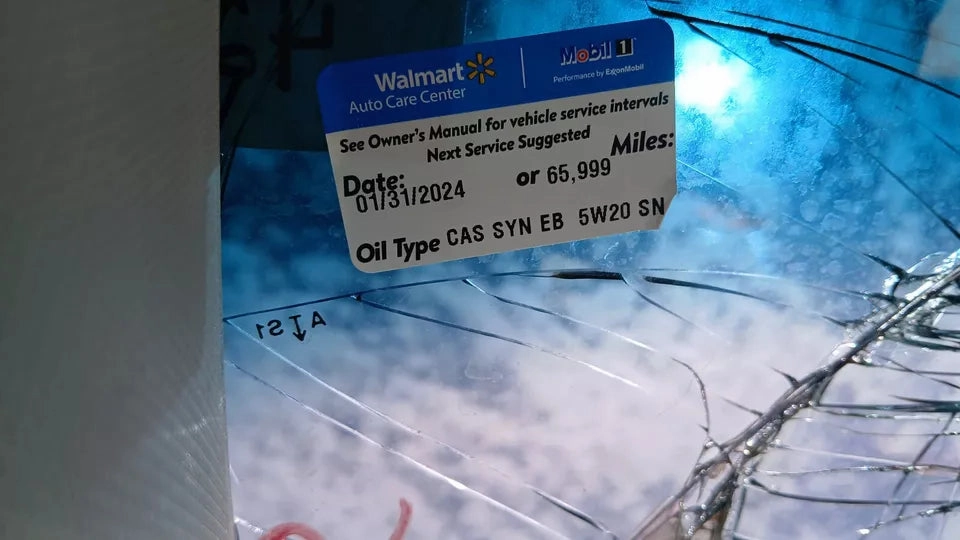 Walmart
Auto Care Center
Mobil 1
Performance by ExxonMobil
See Owner's Manual for vehicle service intervals
Next Service Suggested
Date:
01/31/2024
or 65,999
Miles:
Oil Type CAS SYN EB 5W20 SN
AS1